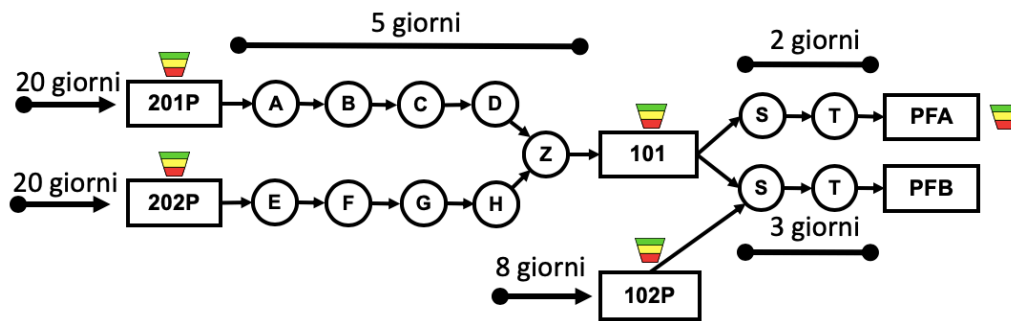 5 giorni
2 giorni
20 giorni
201P
A
B
C
D
101
S
T
PFA
Z
20 giorni
202P
E
F
G
H
S
T
PFB
3 giorni
8 giorni
102P